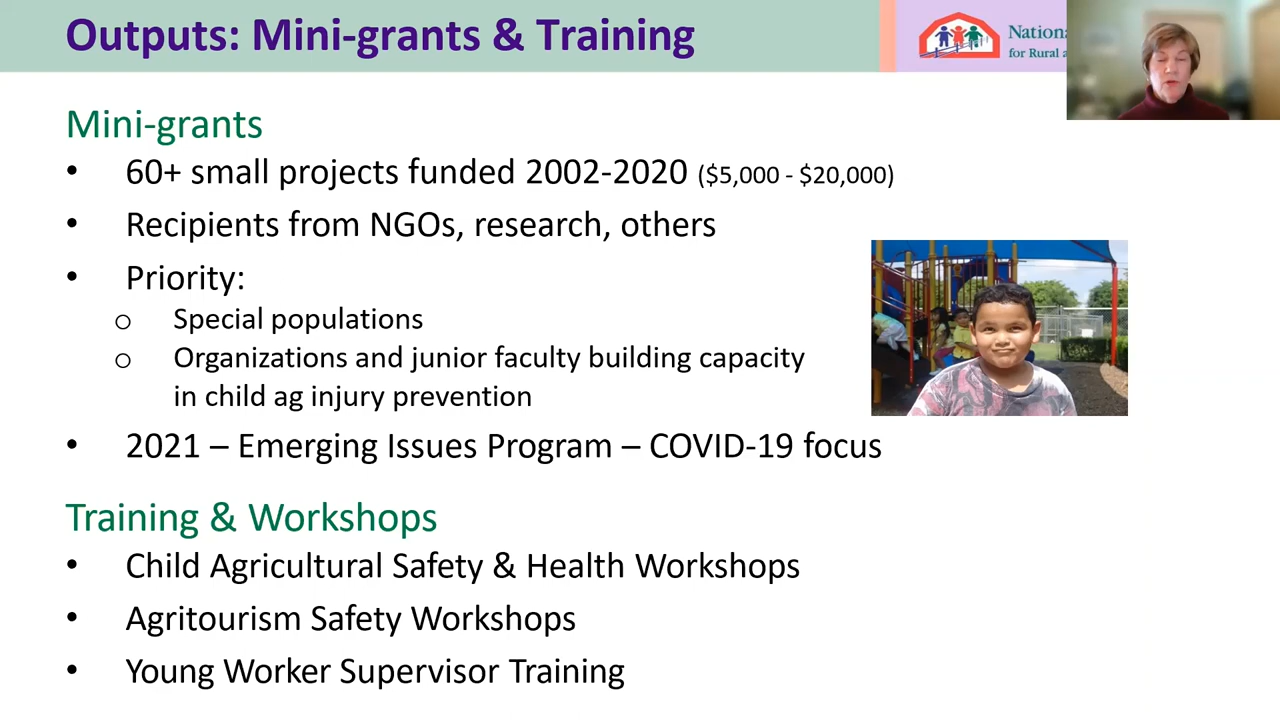 Outputs: Mini-grants & Training
for Rural
Mini-grants
• 60+ small projects funded 2002-2020 ($5,000 - $20,000)
• Recipients from NGOs, research, others
• Priority:
o Special populations
o Organizations and junior faculty building capacity
in child ag injury prevention
• 2021 – Emerging Issues Program – COVID-19 focus
Training & Workshops
• Child Agricultural Safety & Health Workshops
• Agritourism Safety Workshops
• Young Worker Supervisor Training